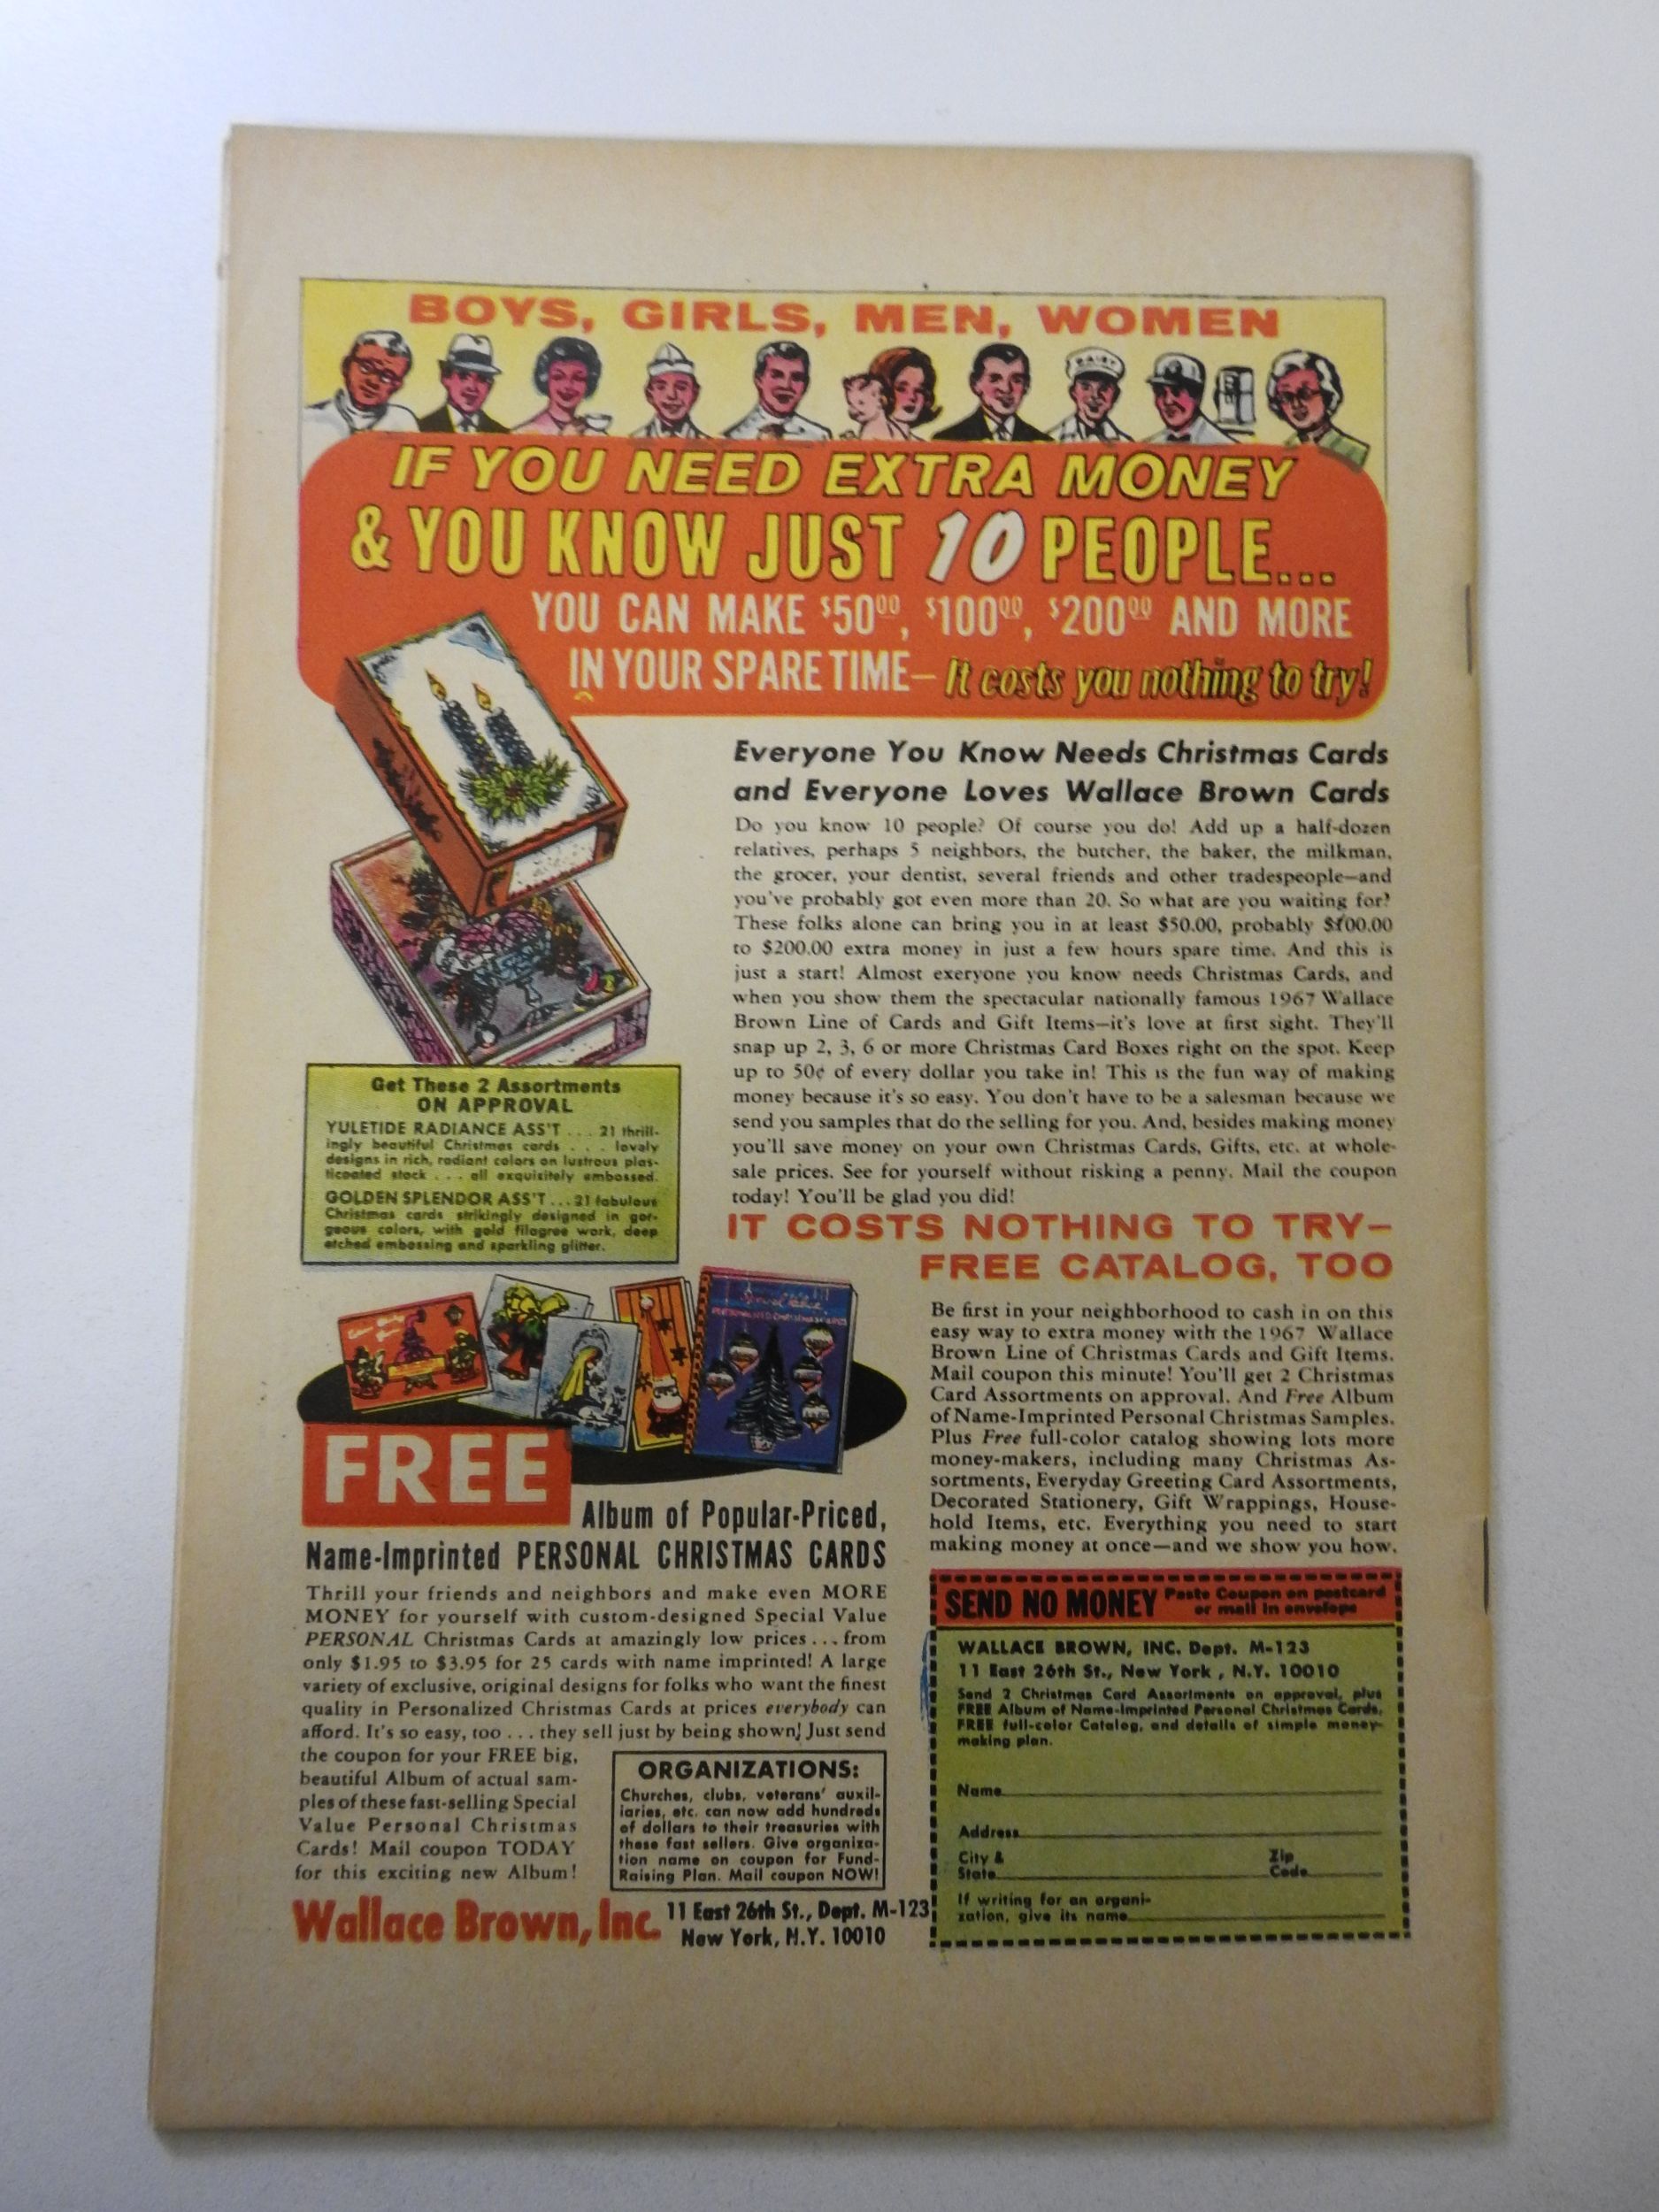 BOYS, GIRLS, MEN, WOMEN
DAISY
IF YOU NEED EXTRA MONEY
& YOU KNOW JUST 10 PEOPLE...
YOU CAN MAKE $50.00, $100.00, $200.00 AND MORE
IN YOUR SPARE TIME— It costs you nothing to try!
Everyone You Know Needs Christmas Cards
and Everyone Loves Wallace Brown Cards
Do you know 10 people? Of course you do! Add up a half-dozen
relatives, perhaps 5 neighbors, the butcher, the baker, the milkman,
the grocer, your dentist, several friends and other tradespeople—and
you've probably got even more than 20. So what are you waiting for?
These folks alone can bring you in at least $50.00, probably $100.00
to $200.00 extra money in just a few hours spare time. And this is
just a start! Almost exeryone you know needs Christmas Cards, and
when you show them the spectacular nationally famous 1967 Wallace
Brown Line of Cards and Gift Items—it's love at first sight. They'll
snap up 2, 3, 6 or more Christmas Card Boxes right on the spot. Keep
up to 50¢ of every dollar you take in! This is the fun way of making
money because it's so easy. You don't have to be a salesman because we
send you samples that do the selling for you. And, besides making money
you'll save money on your own Christmas Cards, Gifts, etc. at whole-
sale prices. See for yourself without risking a penny. Mail the coupon
today! You'll be glad you did!
Get These 2 Assortments
ON APPROVAL
YULETIDE RADIANCE ASS'T ... 21 thrill-
ingly beautiful Christmas cards . . . lovely
designs in rich, radiant colors on lustrous plas-
ticoated stock . . . all exquisitely embossed.
GOLDEN SPLENDOR ASS'T ... 21 fabulous
Christmas cards strikingly designed in gor-
geous colors, with gold filagree work, deep
etched embossing and sparkling glitter.
IT COSTS NOTHING TO TRY—
FREE CATALOG, TOO
Be first in your neighborhood to cash in on this
easy way to extra money with the 1967 Wallace
Brown Line of Christmas Cards and Gift Items.
Mail coupon this minute! You'll get 2 Christmas
Card Assortments on approval. And Free Album
of Name-Imprinted Personal Christmas Samples.
Plus Free full-color catalog showing lots more
money-makers, including many Christmas As-
sortments, Everyday Greeting Card Assortments,
Decorated Stationery, Gift Wrappings, House-
hold Items, etc. Everything you need to start
making money at once—and we show you how.
Special Value
PERSONALIZED CHRISTMAS CARDS
FREE
Album of Popular-Priced,
Name-Imprinted PERSONAL CHRISTMAS CARDS
Thrill your friends and neighbors and make even MORE
MONEY for yourself with custom-designed Special Value
PERSONAL Christmas Cards at amazingly low prices . . . from
only $1.95 to $3.95 for 25 cards with name imprinted! A large
variety of exclusive, original designs for folks who want the finest
quality in Personalized Christmas Cards at prices everybody can
afford. It's so easy, too . . . they sell just by being shown! Just send
the coupon for your FREE big,
beautiful Album of actual sam-
ples of these fast-selling Special
Value Personal Christmas
Cards! Mail coupon TODAY
for this exciting new Album!
ORGANIZATIONS:
Churches, clubs, veterans' auxil-
iaries, etc. can now add hundreds
of dollars to their treasuries with
these fast sellers. Give organiza-
tion name on coupon for Fund-
Raising Plan. Mail coupon NOW!
Wallace Brown, Inc. 11 East 26th St., Dept. M-123
New York, N.Y. 10010
SEND NO MONEY Paste Coupon on postcard
or mail in envelope
WALLACE BROWN, INC. Dept. M-123
11 East 26th St., New York , N.Y. 10010
Send 2 Christmas Card Assortments on approval, plus
FREE Album of Name-Imprinted Personal Christmas Cards,
FREE full-color Catalog, and details of simple money-
making plan.
Name
Address
City & Zip
State Code
If writing for an organi-
zation, give its name